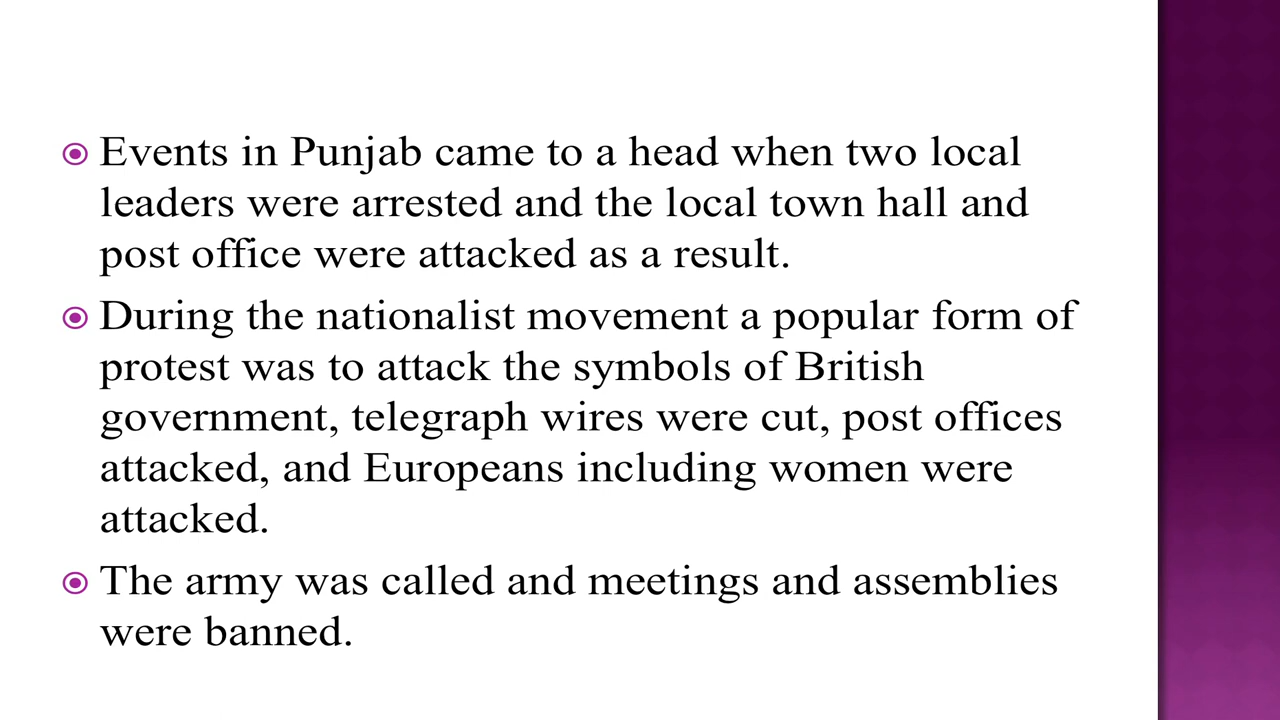 Events in Punjab came to a head when two local
leaders were arrested and the local town hall and
post office were attacked as a result.
During the nationalist movement a popular form of
protest was to attack the symbols of British
government, telegraph wires were cut, post offices
attacked, and Europeans including women were
attacked.
The army was called and meetings and assemblies
were banned.